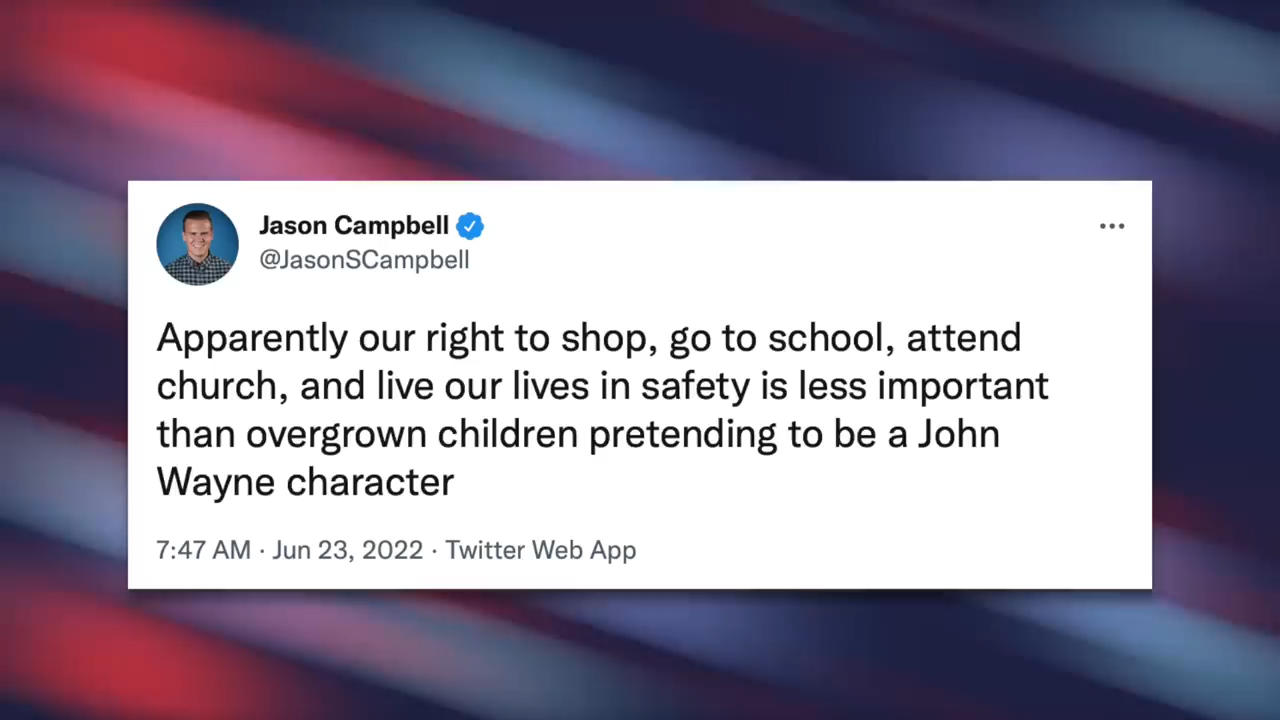 Jason Campbell
@JasonSCampbell
Apparently our right to shop, go to school, attend
church, and live our lives in safety is less important
than overgrown children pretending to be a John
Wayne character
7:47 AM · Jun 23, 2022 · Twitter Web App